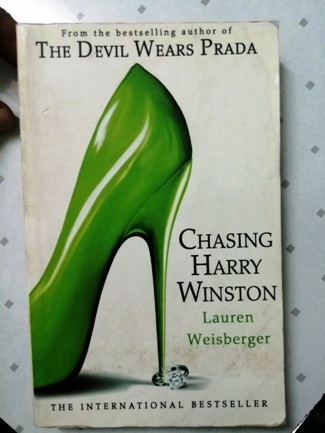 From the bestselling author of
THE DEVIL WEARS PRADA
CHASING
HARRY
WINSTON
Lauren
Weisberger
THE INTERNATIONAL BESTSELLER